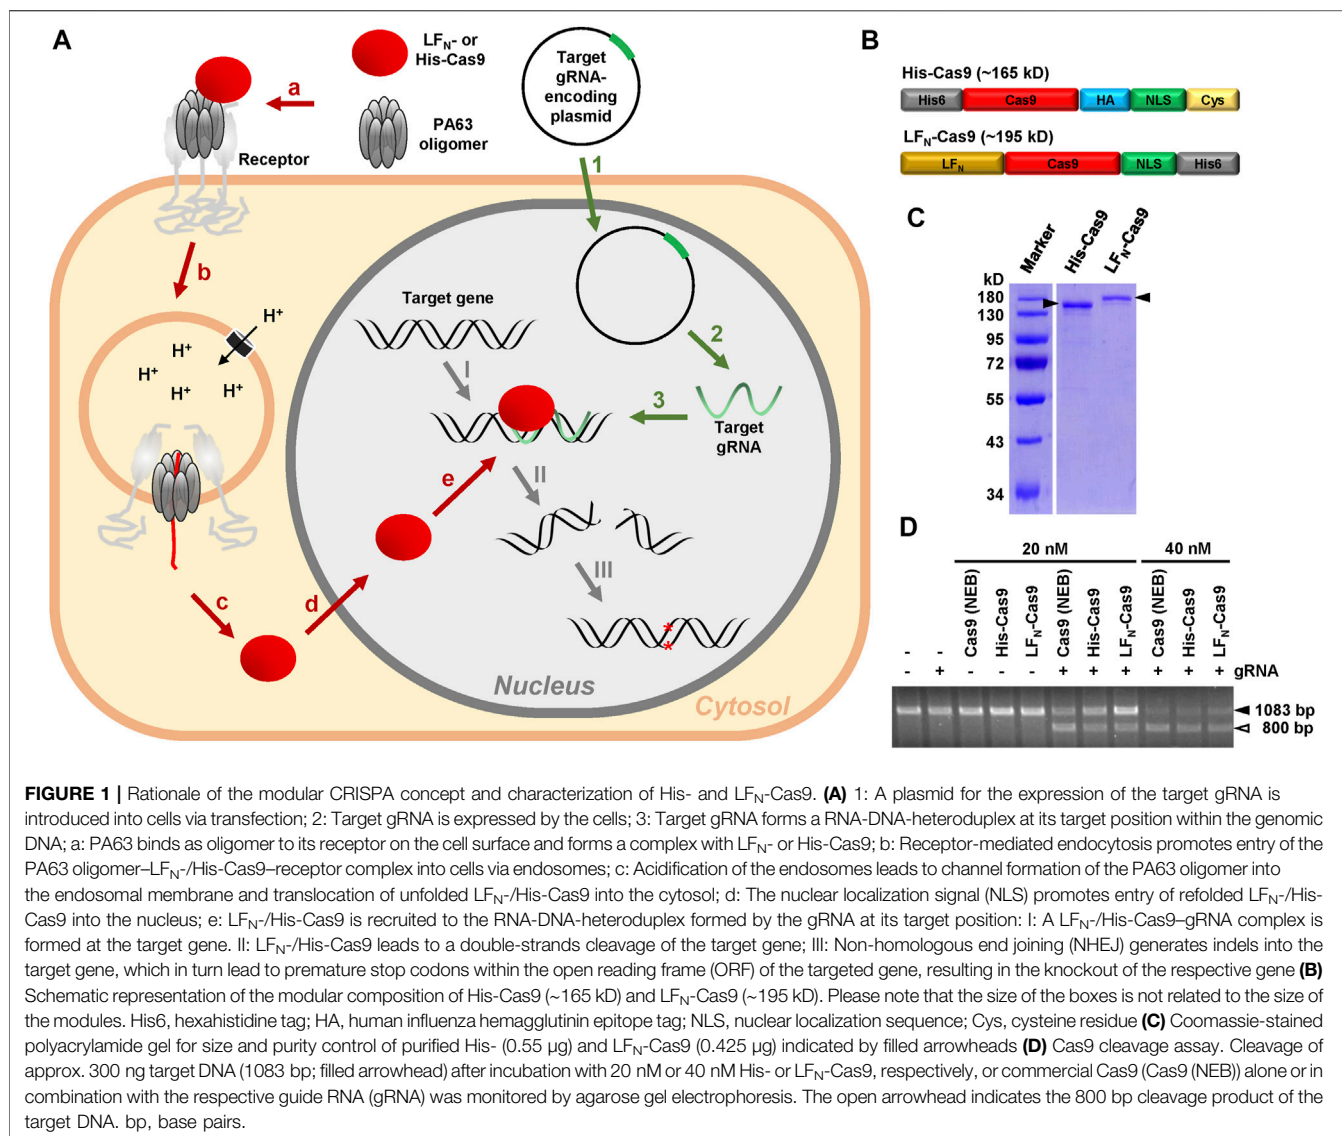 A
LFN- or
His-Cas9
a
PA63
oligomer
Receptor
Target
gRNA-
encoding
plasmid
1
b
H+
H+
H+
H+
H+
Target gene
I
2
3
Target
gRNA
e
II
III
c
d
Nucleus
Cytosol
B
His-Cas9 (~165 kD)
His6 Cas9 HA NLS Cys
LFN-Cas9 (~195 kD)
LFN Cas9 NLS His6
C
Marker His-Cas9 LFN-Cas9
kD
180
130
95
72
55
43
34
D
20 nM 40 nM
- - Cas9 (NEB) His-Cas9 LFN-Cas9 Cas9 (NEB) His-Cas9 LFN-Cas9 Cas9 (NEB) His-Cas9 LFN-Cas9
- + - - - + + + + + + gRNA
1083 bp
800 bp
FIGURE 1 | Rationale of the modular CRISPA concept and characterization of His- and LFN-Cas9. (A) 1: A plasmid for the expression of the target gRNA is
introduced into cells via transfection; 2: Target gRNA is expressed by the cells; 3: Target gRNA forms a RNA-DNA-heteroduplex at its target position within the genomic
DNA; a: PA63 binds as oligomer to its receptor on the cell surface and forms a complex with LFN- or His-Cas9; b: Receptor-mediated endocytosis promotes entry of the
PA63 oligomer–LFN-/His-Cas9–receptor complex into cells via endosomes; c: Acidification of the endosomes leads to channel formation of the PA63 oligomer into
the endosomal membrane and translocation of unfolded LFN-/His-Cas9 into the cytosol; d: The nuclear localization signal (NLS) promotes entry of refolded LFN-/His-
Cas9 into the nucleus; e: LFN-/His-Cas9 is recruited to the RNA-DNA-heteroduplex formed by the gRNA at its target position: I: A LFN-/His-Cas9–gRNA complex is
formed at the target gene. II: LFN-/His-Cas9 leads to a double-strands cleavage of the target gene; III: Non-homologous end joining (NHEJ) generates indels into the
target gene, which in turn lead to premature stop codons within the open reading frame (ORF) of the targeted gene, resulting in the knockout of the respective gene (B)
Schematic representation of the modular composition of His-Cas9 (~165 kD) and LFN-Cas9 (~195 kD). Please note that the size of the boxes is not related to the size of
the modules. His6, hexahistidine tag; HA, human influenza hemagglutinin epitope tag; NLS, nuclear localization sequence; Cys, cysteine residue (C) Coomassie-stained
polyacrylamide gel for size and purity control of purified His- (0.55 µg) and LFN-Cas9 (0.425 µg) indicated by filled arrowheads (D) Cas9 cleavage assay. Cleavage of
approx. 300 ng target DNA (1083 bp; filled arrowhead) after incubation with 20 nM or 40 nM His- or LFN-Cas9, respectively, or commercial Cas9 (Cas9 (NEB)) alone or in
combination with the respective guide RNA (gRNA) was monitored by agarose gel electrophoresis. The open arrowhead indicates the 800 bp cleavage product of the
target DNA. bp, base pairs.